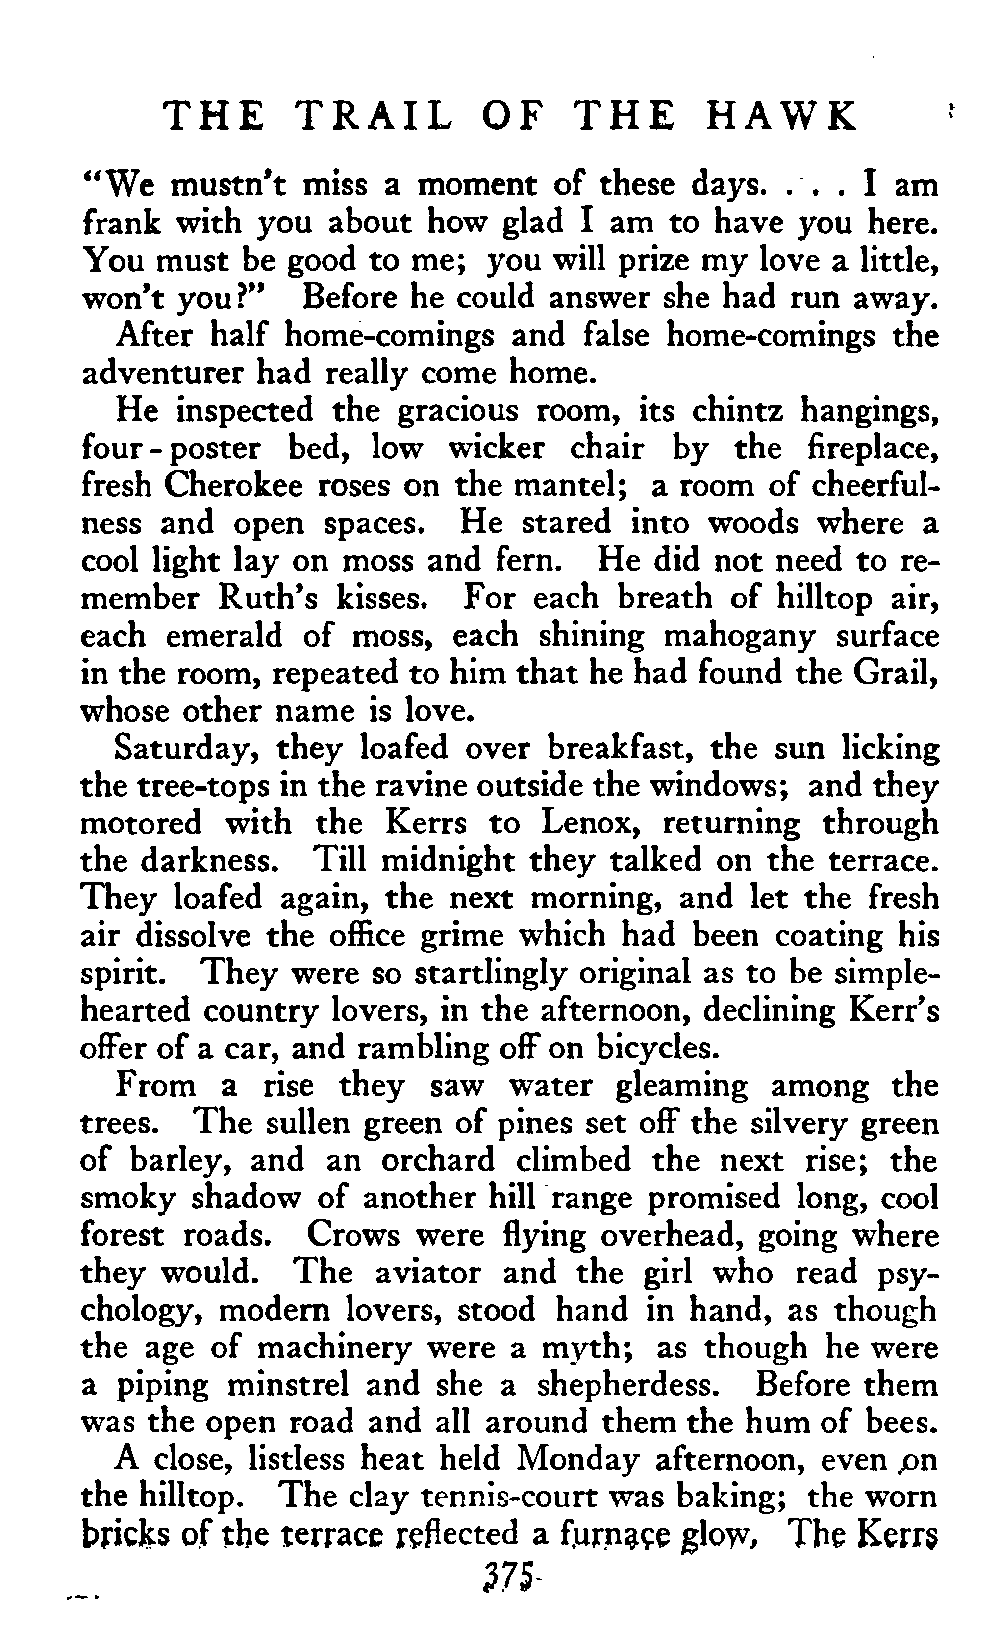 THE TRAIL OF THE HAWK
"We mustn't miss a moment of these days. . . . I am
frank with you about how glad I am to have you here.
You must be good to me; you will prize my love a little,
won't you?" Before he could answer she had run away.
After half home-comings and false home-comings the
adventurer had really come home.
He inspected the gracious room, its chintz hangings,
four-poster bed, low wicker chair by the fireplace,
fresh Cherokee roses on the mantel; a room of cheerful-
ness and open spaces. He stared into woods where a
cool light lay on moss and fern. He did not need to re-
member Ruth's kisses. For each breath of hilltop air,
each emerald of moss, each shining mahogany surface
in the room, repeated to him that he had found the Grail,
whose other name is love.
Saturday, they loafed over breakfast, the sun licking
the tree-tops in the ravine outside the windows; and they
motored with the Kerrs to Lenox, returning through
the darkness. Till midnight they talked on the terrace.
They loafed again, the next morning, and let the fresh
air dissolve the office grime which had been coating his
spirit. They were so startlingly original as to be simple-
hearted country lovers, in the afternoon, declining Kerr's
offer of a car, and rambling off on bicycles.
From a rise they saw water gleaming among the
trees. The sullen green of pines set off the silvery green
of barley, and an orchard climbed the next rise; the
smoky shadow of another hill range promised long, cool
forest roads. Crows were flying overhead, going where
they would. The aviator and the girl who read psy-
chology, modern lovers, stood hand in hand, as though
the age of machinery were a myth; as though he were
a piping minstrel and she a shepherdess. Before them
was the open road and all around them the hum of bees.
A close, listless heat held Monday afternoon, even on
the hilltop. The clay tennis-court was baking; the worn
bricks of the terrace reflected a furnace glow. The Kerrs
375